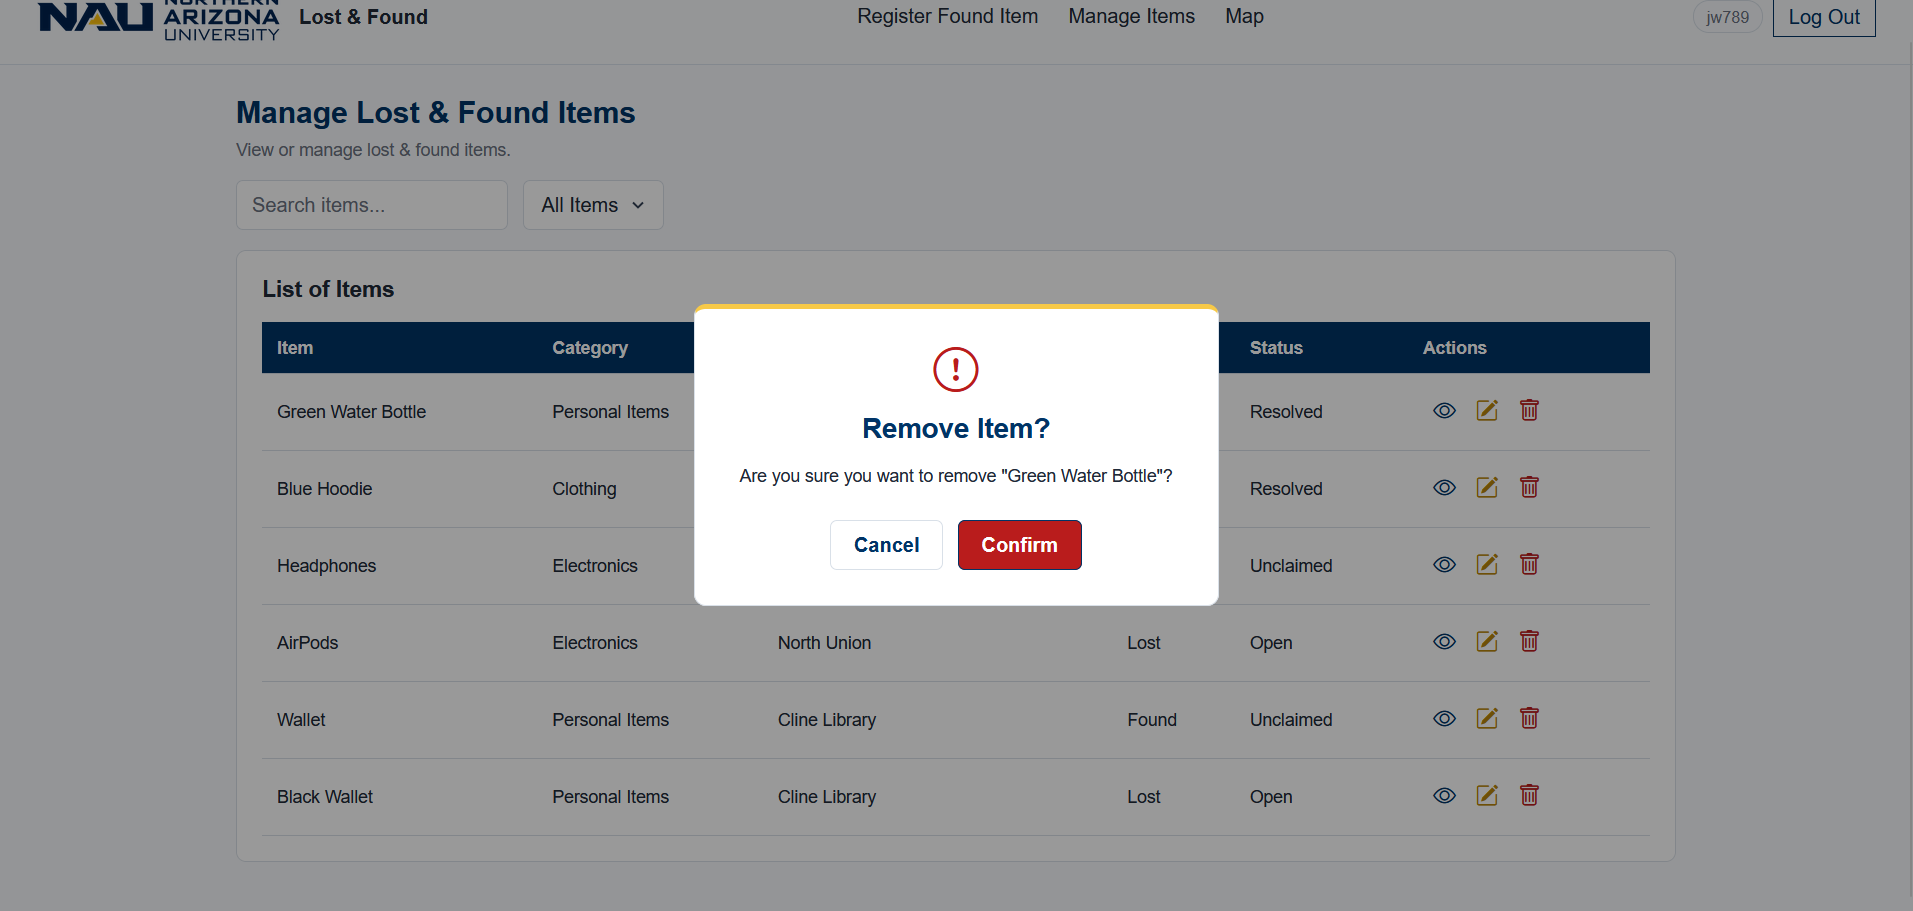 NAU NORTHERN ARIZONA UNIVERSITY
Lost & Found
Register Found Item Manage Items Map
jw789 Log Out
Manage Lost & Found Items
View or manage lost & found items.
Search items... All Items
List of Items
Item Category Status Actions
Green Water Bottle Personal Items Resolved
Blue Hoodie Clothing Resolved
Headphones Electronics Unclaimed
AirPods Electronics North Union Lost Open
Wallet Personal Items Cline Library Found Unclaimed
Black Wallet Personal Items Cline Library Lost Open
Remove Item?
Are you sure you want to remove "Green Water Bottle"?
Cancel Confirm